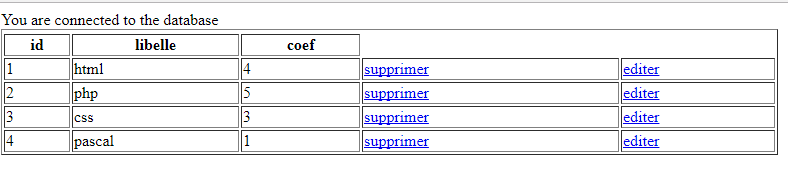 You are connected to the database
id libelle coef
1 html 4 supprimer editer
2 php 5 supprimer editer
3 css 3 supprimer editer
4 pascal 1 supprimer editer